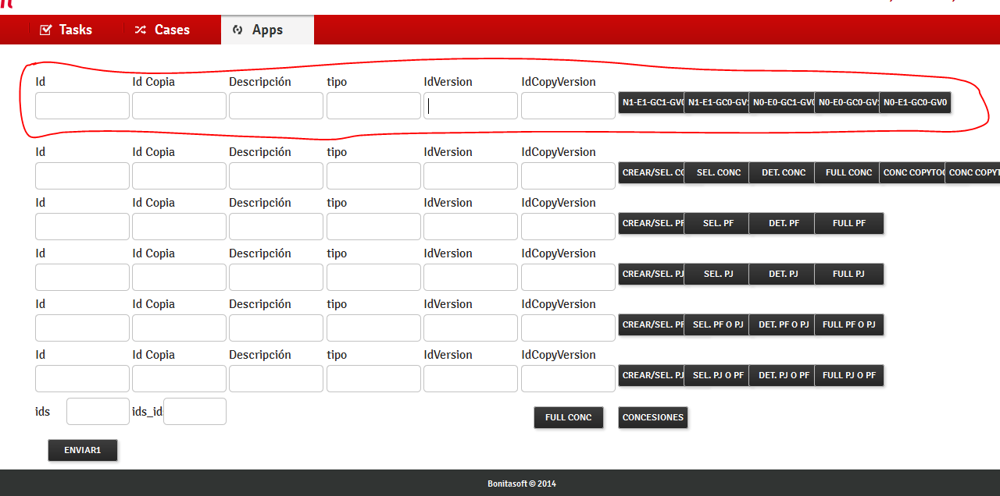 Tasks Cases Apps
Id Id Copia Descripción tipo IdVersion IdCopyVersion
N1-E1-GC1-GV0 N1-E1-GC0-GV N0-E0-GC1-GV0 N0-E0-GC0-GV N0-E1-GC0-GV0
Id Id Copia Descripción tipo IdVersion IdCopyVersion
CREAR/SEL. CO SEL. CONC DET. CONC FULL CONC CONC COPYTO CONC COPYT
Id Id Copia Descripción tipo IdVersion IdCopyVersion
CREAR/SEL. PF SEL. PF DET. PF FULL PF
Id Id Copia Descripción tipo IdVersion IdCopyVersion
CREAR/SEL. PJ SEL. PJ DET. PJ FULL PJ
Id Id Copia Descripción tipo IdVersion IdCopyVersion
CREAR/SEL. PF SEL. PF O PJ DET. PF O PJ FULL PF O PJ
Id Id Copia Descripción tipo IdVersion IdCopyVersion
CREAR/SEL. PJ SEL. PJ O PF DET. PJ O PF FULL PJ O PF
ids ids_id FULL CONC CONCESIONES
ENVIAR1
Bonitasoft © 2014